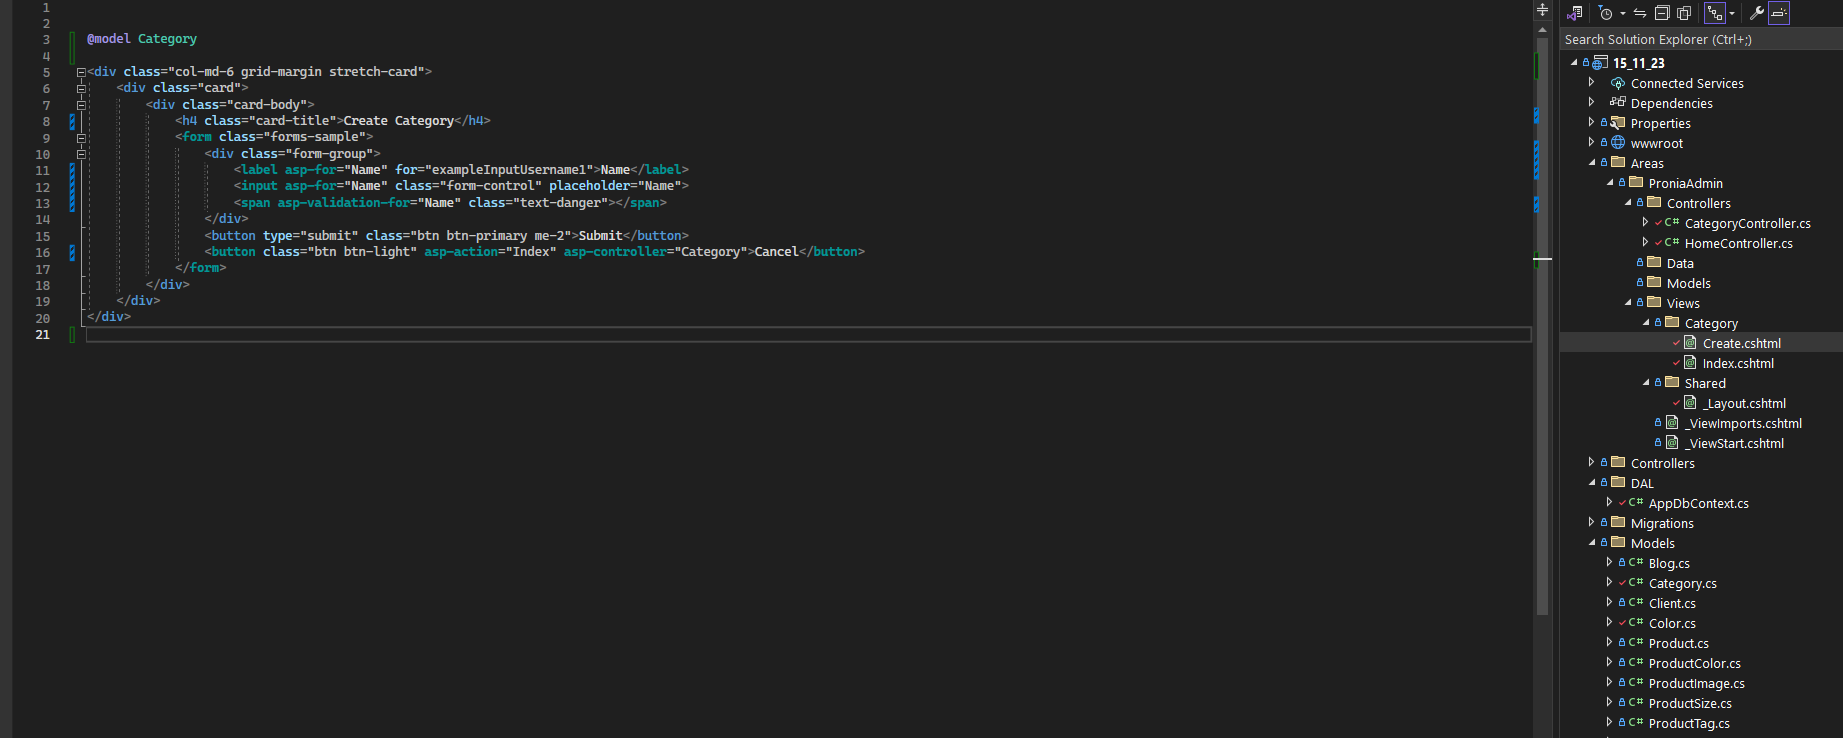 1
2
3 @model Category
4
5 <div class="col-md-6 grid-margin stretch-card">
6 <div class="card">
7 <div class="card-body">
8 <h4 class="card-title">Create Category</h4>
9 <form class="forms-sample">
10 <div class="form-group">
11 <label asp-for="Name" for="exampleInputUsername1">Name</label>
12 <input asp-for="Name" class="form-control" placeholder="Name">
13 <span asp-validation-for="Name" class="text-danger"></span>
14 </div>
15 <button type="submit" class="btn btn-primary me-2">Submit</button>
16 <button class="btn btn-light" asp-action="Index" asp-controller="Category">Cancel</button>
17 </form>
18 </div>
19 </div>
20 </div>
21
Search Solution Explorer (Ctrl+;)
15_11_23
Connected Services
Dependencies
Properties
wwwroot
Areas
ProniaAdmin
Controllers
C# CategoryController.cs
C# HomeController.cs
Data
Models
Views
Category
Create.cshtml
Index.cshtml
Shared
_Layout.cshtml
_ViewImports.cshtml
_ViewStart.cshtml
Controllers
DAL
C# AppDbContext.cs
Migrations
Models
C# Blog.cs
C# Category.cs
C# Client.cs
C# Color.cs
C# Product.cs
C# ProductColor.cs
C# ProductImage.cs
C# ProductSize.cs
C# ProductTag.cs